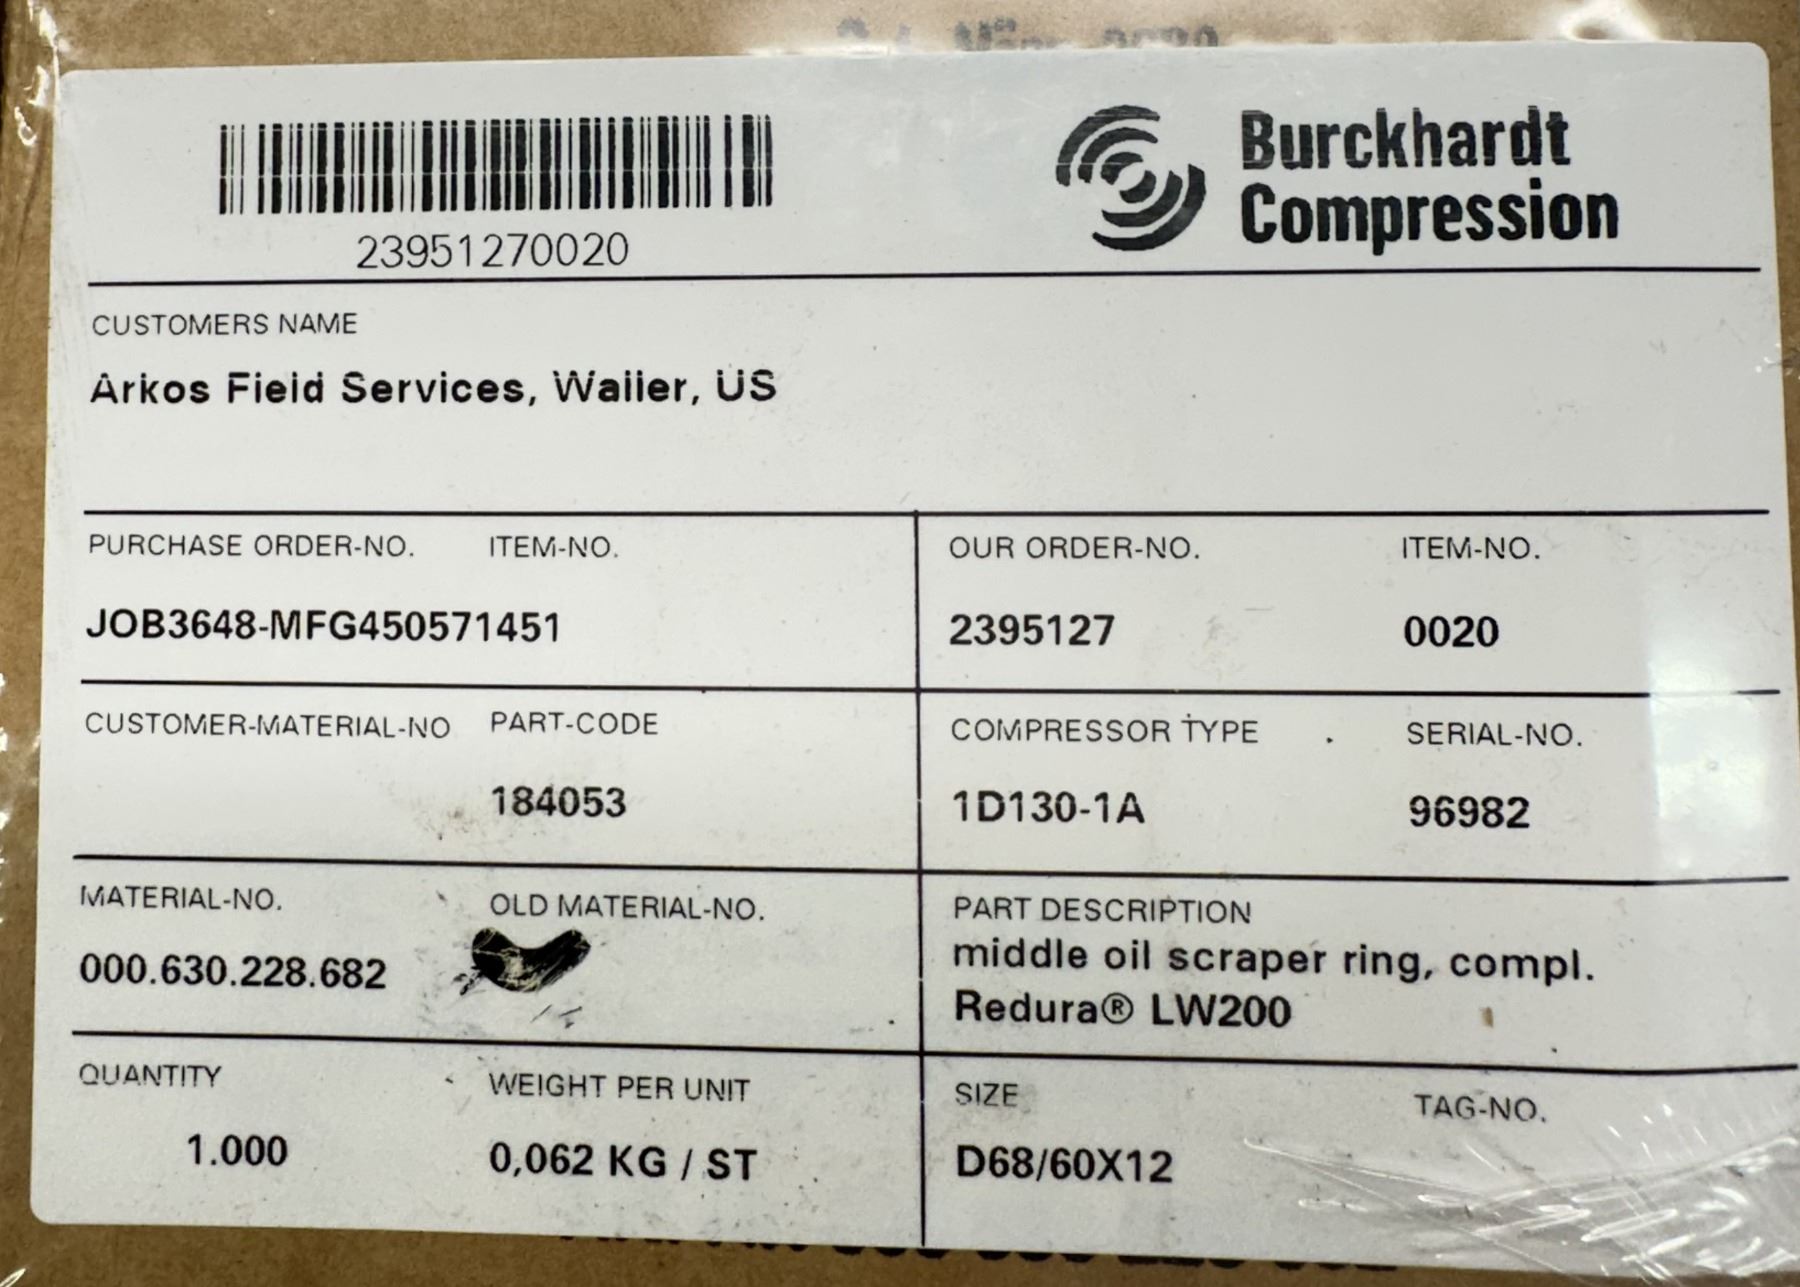 23951270020
Burckhardt
Compression
CUSTOMERS NAME
Arkos Field Services, Waller, US
PURCHASE ORDER-NO. ITEM-NO.
JOB3648-MFG450571451
OUR ORDER-NO. ITEM-NO.
2395127 0020
CUSTOMER-MATERIAL-NO PART-CODE
184053
COMPRESSOR TYPE SERIAL-NO.
1D130-1A 96982
MATERIAL-NO. OLD MATERIAL-NO.
000.630.228.682
PART DESCRIPTION
middle oil scraper ring, compl.
Redura® LW200
QUANTITY WEIGHT PER UNIT
1.000 0,062 KG / ST
SIZE TAG-NO.
D68/60X12